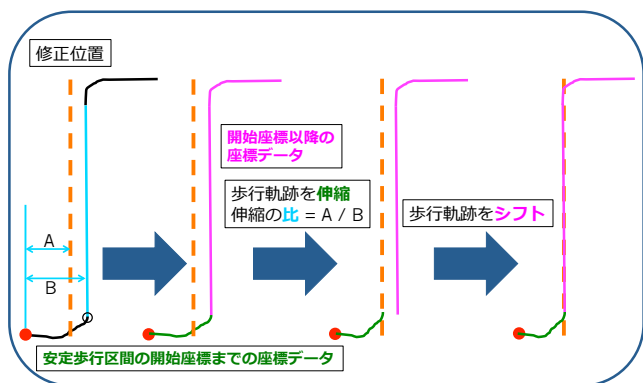 修正位置
開始座標以降の
座標データ
歩行軌跡を伸縮
伸縮の比 = A / B
歩行軌跡をシフト
A
B
安定歩行区間の開始座標までの座標データ